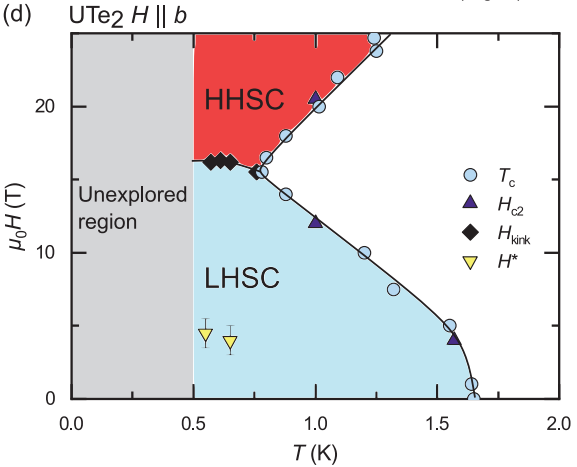 (d) UTe2 H || b
20
10
0
μ0H (T)
HHSC
Unexplored
region
LHSC
Tc
Hc2
Hkink
H*
0.0 0.5 1.0 1.5 2.0
T (K)